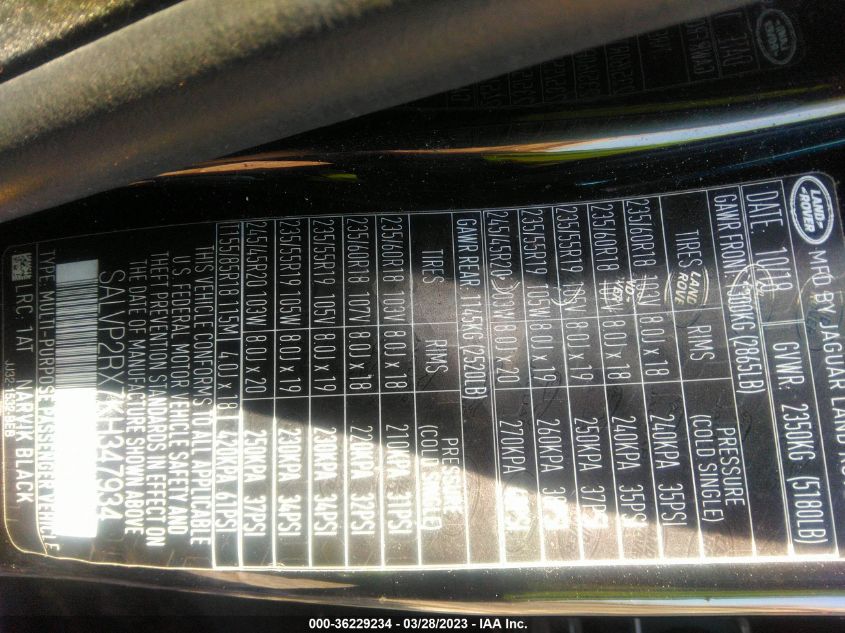 LAND ROVER
MFD BY JAGUAR LAND
DATE: 10/18 GVWR: 2350KG (5180LB)
GAWR FRONT: (2865LB)
TIRES RIMS PRESSURE (COLD SINGLE)
235/60R18 103V 8.0J x 18 240KPA 35PSI
235/60R18 8.0J x 18 240KPA 35PSI
235/55R19 105V 8.0J x 19 250KPA 37PSI
235/55R19 105W 8.0J x 19 260KPA
245/45R20 103W 8.0J x 20 270KPA
GAWR REAR: 1145KG (2520LB)
TIRES RIMS PRESSURE (COLD SINGLE)
235/60R18 103V 8.0J x 18 210KPA 31PSI
235/60R18 107V 8.0J x 18 220KPA 32PSI
235/55R19 105V 8.0J x 19 230KPA 34PSI
235/55R19 105W 8.0J x 19 230KPA 34PSI
245/45R20 103W 8.0J x 20 250KPA 37PSI
T155/85R18 115M 4.0J x 18 420KPA 61PSI
THIS VEHICLE CONFORMS TO ALL APPLICABLE
U.S. FEDERAL MOTOR VEHICLE SAFETY AND
THEFT PREVENTION STANDARDS IN EFFECT ON
THE DATE OF MANUFACTURE SHOWN ABOVE
KH347934
TYPE: MULTI-PURPOSE PASSENGER VEHICLE
LRC 1AT NARVIK BLACK
000-36229234 / 03/28/2023 - IAA Inc.